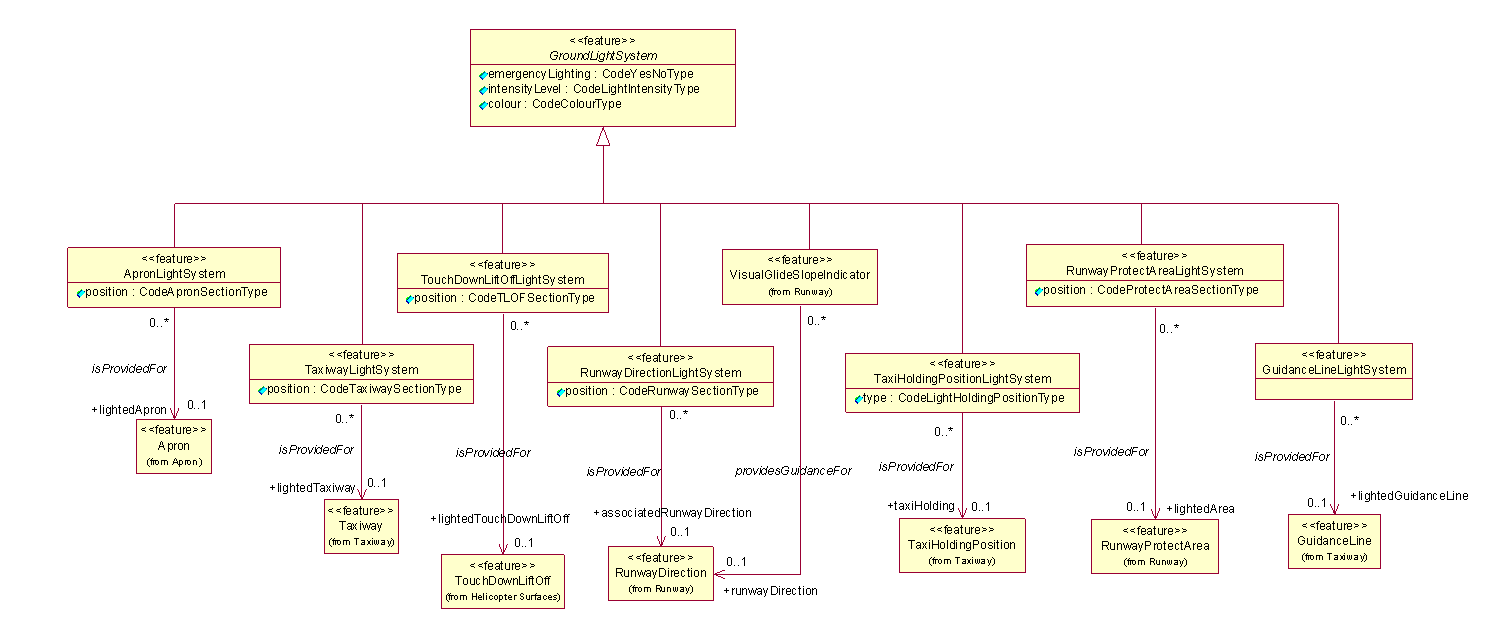 <<feature>>
GroundLightSystem
emergencyLighting : CodeYesNoType
intensityLevel : CodeLightIntensityType
colour : CodeColourType
<<feature>>
ApronLightSystem
position : CodeApronSectionType
0..*
isProvidedFor
+lightedApron
0..1
<<feature>>
Apron
(from Apron)
<<feature>>
TaxiwayLightSystem
position : CodeTaxiwaySectionType
0..*
isProvidedFor
+lightedTaxiway
0..1
<<feature>>
Taxiway
(from Taxiway)
<<feature>>
TouchDownLiftOffLightSystem
position : CodeTLOFSectionType
0..*
isProvidedFor
+lightedTouchDownLiftOff
0..1
<<feature>>
TouchDownLiftOff
(from Helicopter Surfaces)
<<feature>>
RunwayDirectionLightSystem
position : CodeRunwaySectionType
0..*
isProvidedFor
+associatedRunwayDirection
0..1
<<feature>>
RunwayDirection
(from Runway)
<<feature>>
VisualGlideSlopeIndicator
(from Runway)
0..*
providesGuidanceFor
0..1
+runwayDirection
<<feature>>
TaxiHoldingPositionLightSystem
type : CodeLightHoldingPositionType
0..*
isProvidedFor
+taxiHolding
0..1
<<feature>>
TaxiHoldingPosition
(from Taxiway)
<<feature>>
RunwayProtectAreaLightSystem
position : CodeProtectAreaSectionType
0..*
isProvidedFor
0..1
+lightedArea
<<feature>>
RunwayProtectArea
(from Runway)
<<feature>>
GuidanceLineLightSystem
0..*
isProvidedFor
0..1
+lightedGuidanceLine
<<feature>>
GuidanceLine
(from Taxiway)